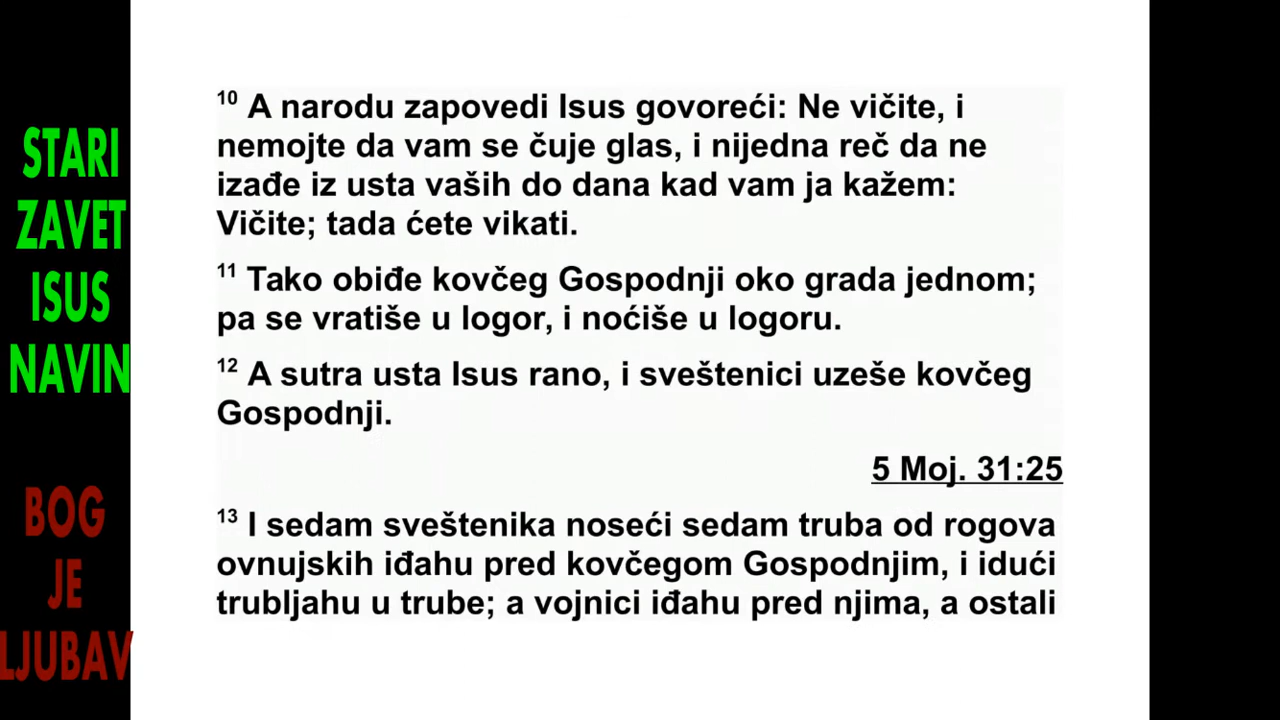 STARI
ZAVET
ISUS
NAVIN
BOG
JE
LJUBAV
10 A narodu zapovedi Isus govoreći: Ne vičite, i
nemojte da vam se čuje glas, i nijedna reč da ne
izađe iz usta vaših do dana kad vam ja kažem:
Vičite; tada ćete vikati.
11 Tako obiđe kovčeg Gospodnji oko grada jednom;
pa se vratiše u logor, i noćiše u logoru.
12 A sutra usta Isus rano, i sveštenici uzeše kovčeg
Gospodnji.
5 Moj. 31:25
13 I sedam sveštenika noseći sedam truba od rogova
ovnujskih iđahu pred kovčegom Gospodnjim, i idući
trubljahu u trube; a vojnici iđahu pred njima, a ostali